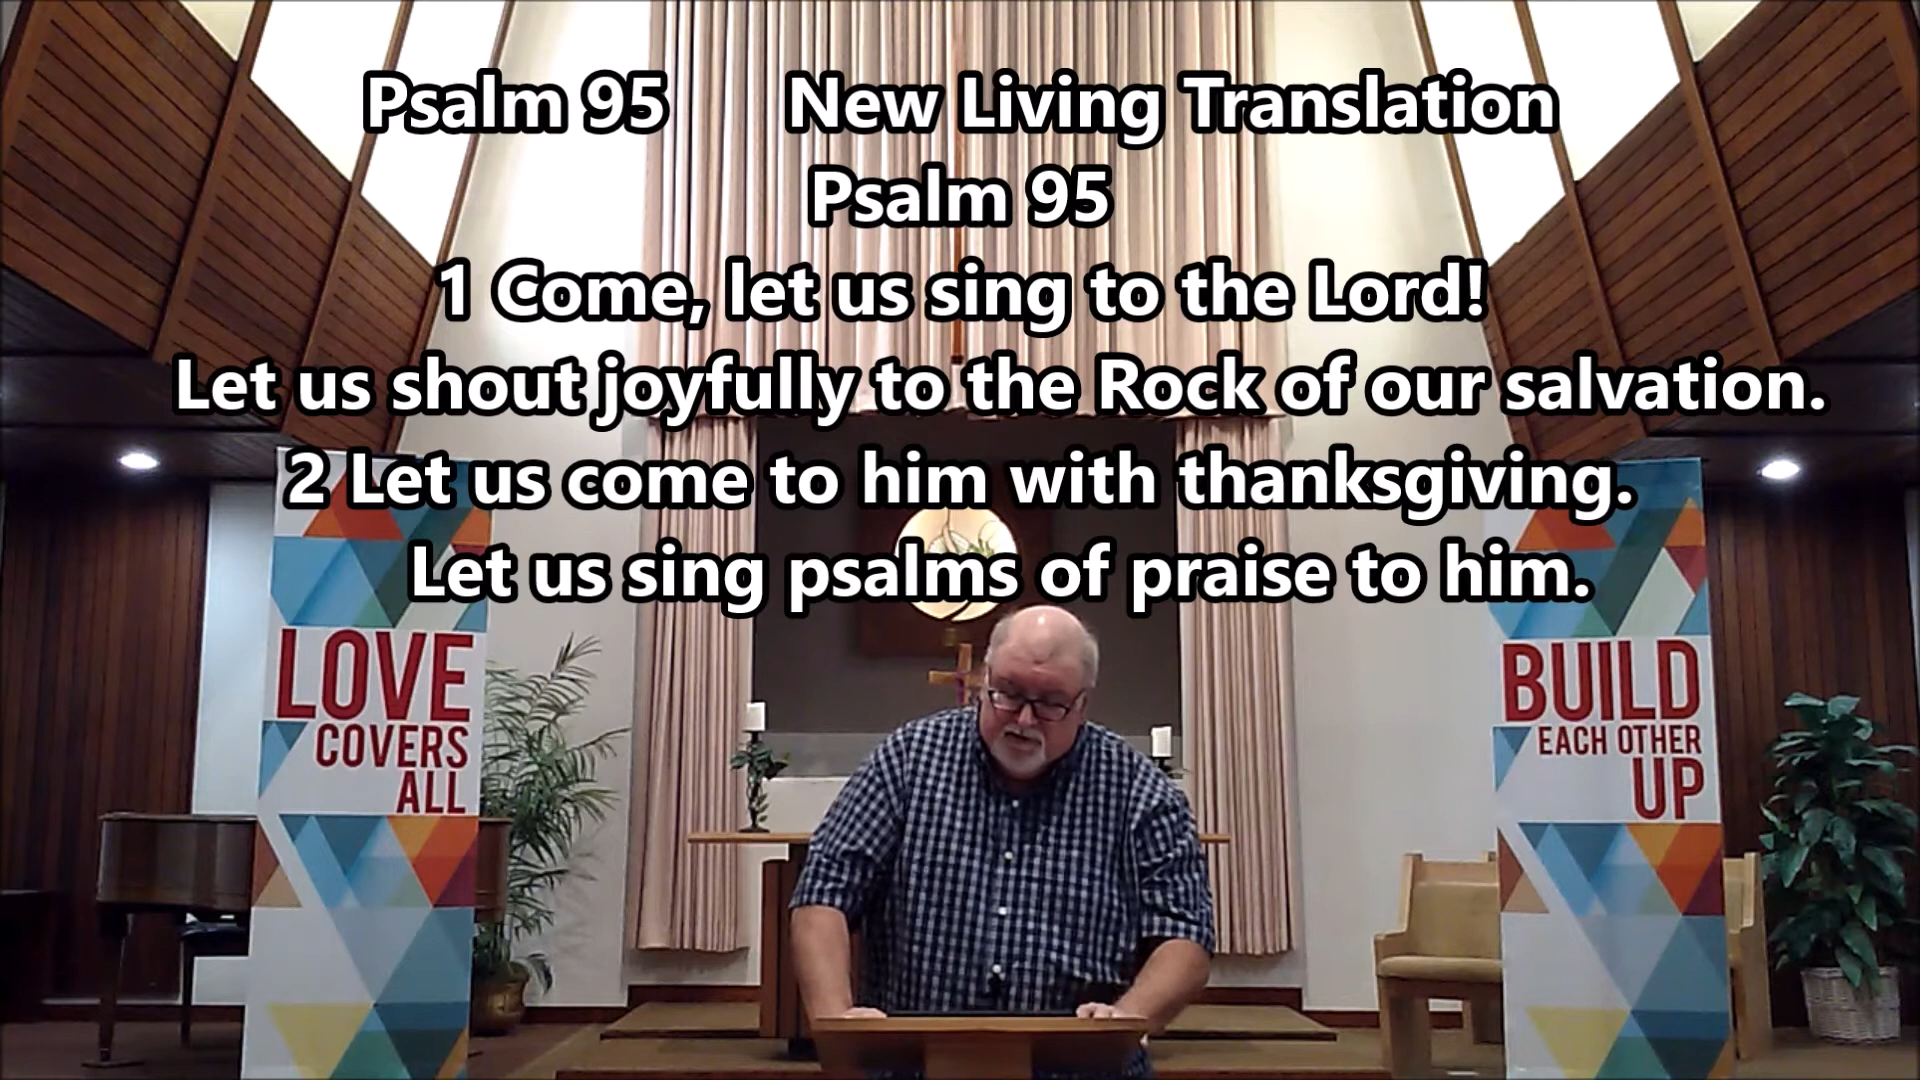 Psalm 95 New Living Translation
Psalm 95
1 Come, let us sing to the Lord!
Let us shout joyfully to the Rock of our salvation.
2 Let us come to him with thanksgiving.
Let us sing psalms of praise to him.
LOVE
COVERS
ALL
BUILD
EACH OTHER
UP